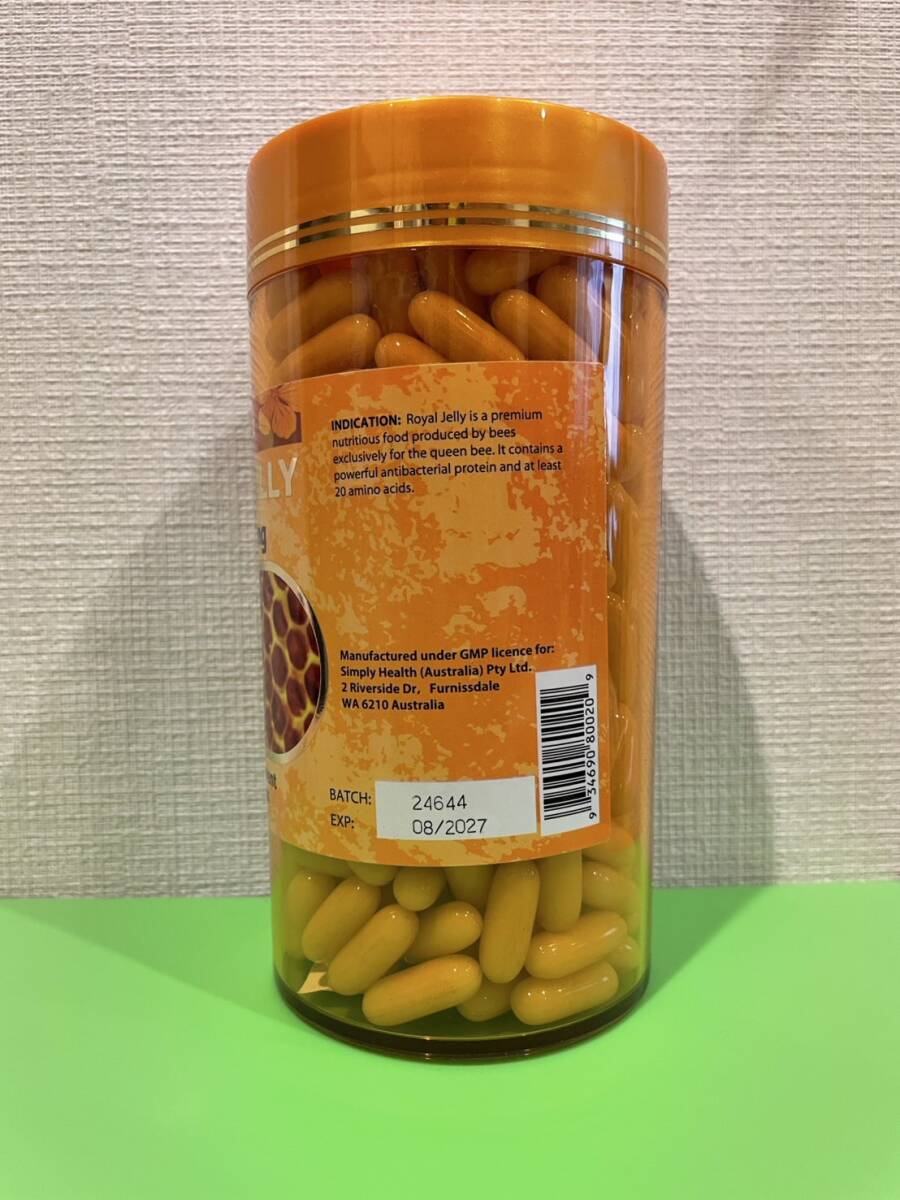 LLY
INDICATION: Royal Jelly is a premium
nutritious food produced by bees
exclusively for the queen bee. It contains a
powerful antibacterial protein and at least
20 amino acids.
Manufactured under GMP licence for:
Simply Health (Australia) Pty Ltd.
2 Riverside Dr, Furnissdale
WA 6210 Australia
BATCH: 24644
EXP: 08/2027
9 34690 80020 9